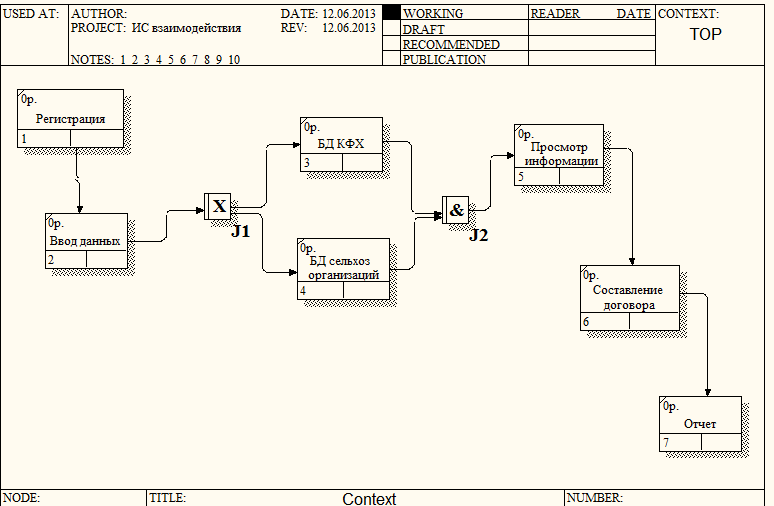 USED AT:
AUTHOR:
DATE: 12.06.2013
PROJECT: ИС взаимодействия
REV: 12.06.2013
NOTES: 1 2 3 4 5 6 7 8 9 10
WORKING
DRAFT
RECOMMENDED
PUBLICATION
READER
DATE
CONTEXT:
TOP
0р.
Регистрация
1
0р.
Ввод данных
2
X
J1
0р.
БД КФХ
3
0р.
БД сельхоз
организаций
4
&
J2
0р.
Просмотр
информации
5
0р.
Составление
договора
6
0р.
Отчет
7
NODE:
TITLE:
Context
NUMBER: